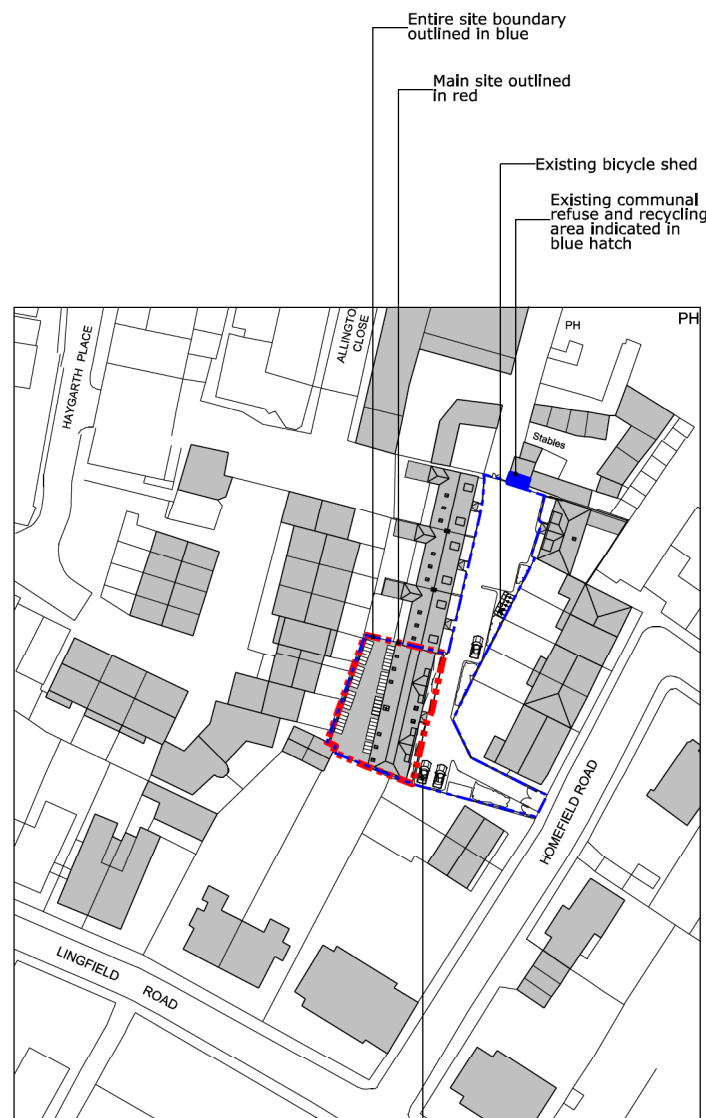 Entire site boundary
outlined in blue
Main site outlined
in red
Existing bicycle shed
Existing communal
refuse and recycling
area indicated in
blue hatch
PH
PH
ALLINGTON
CLOSE
HAYGARTH PLACE
Stables
HOMEFIELD ROAD
LINGFIELD
ROAD